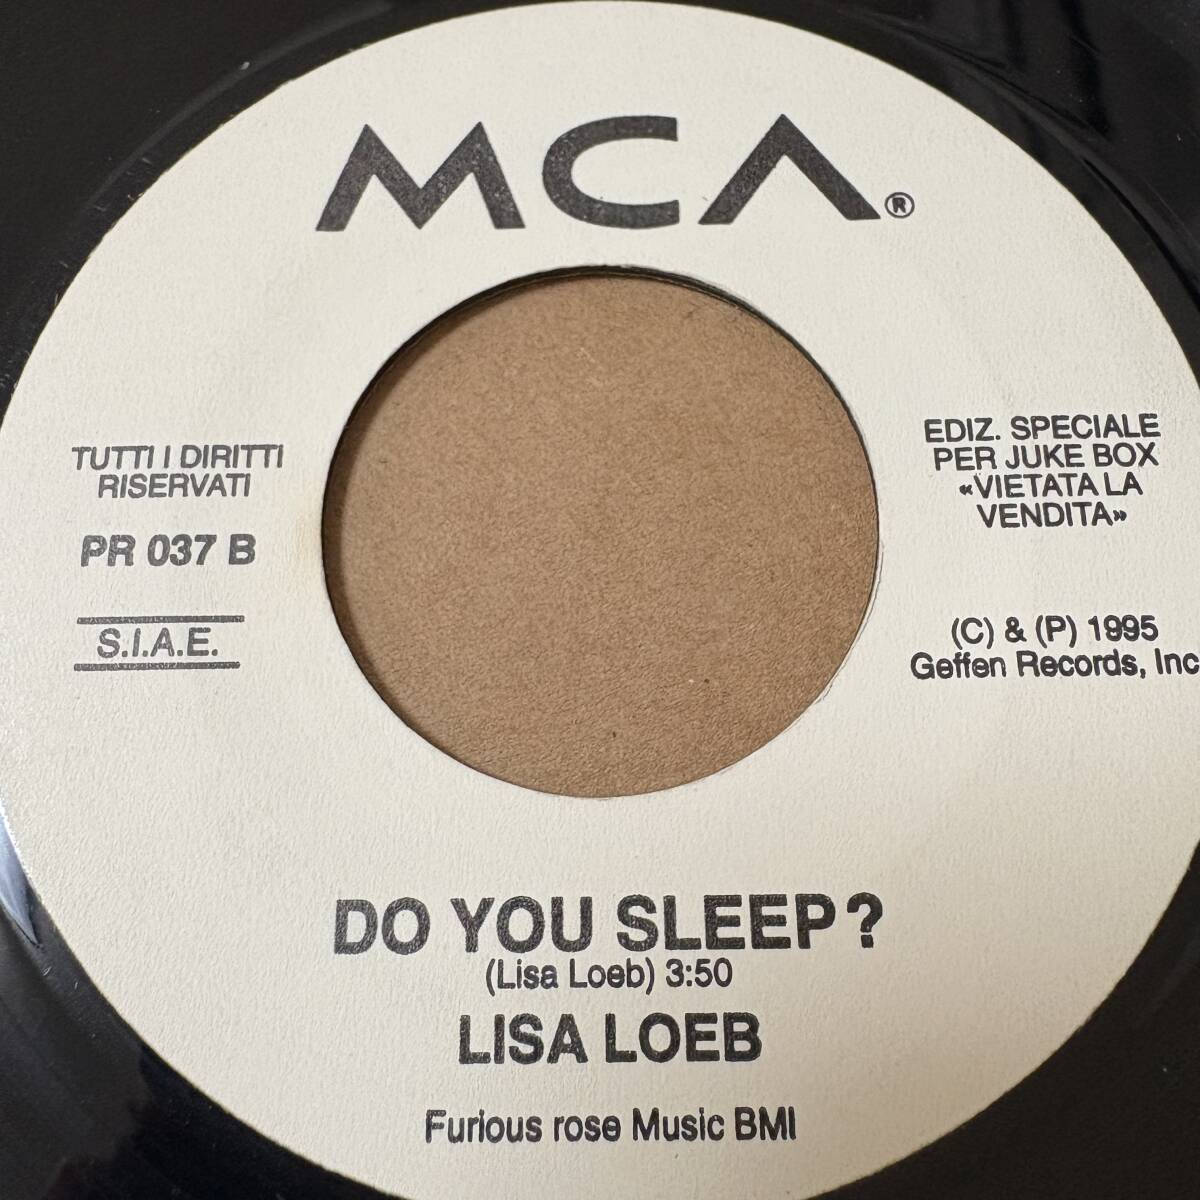 MCA®
TUTTI I DIRITTI
RISERVATI
PR 037 B
S.I.A.E.
EDIZ. SPECIALE
PER JUKE BOX
«VIETATA LA
VENDITA»
(C) & (P) 1995
Geffen Records, Inc
DO YOU SLEEP?
(Lisa Loeb) 3:50
LISA LOEB
Furious rose Music BMI